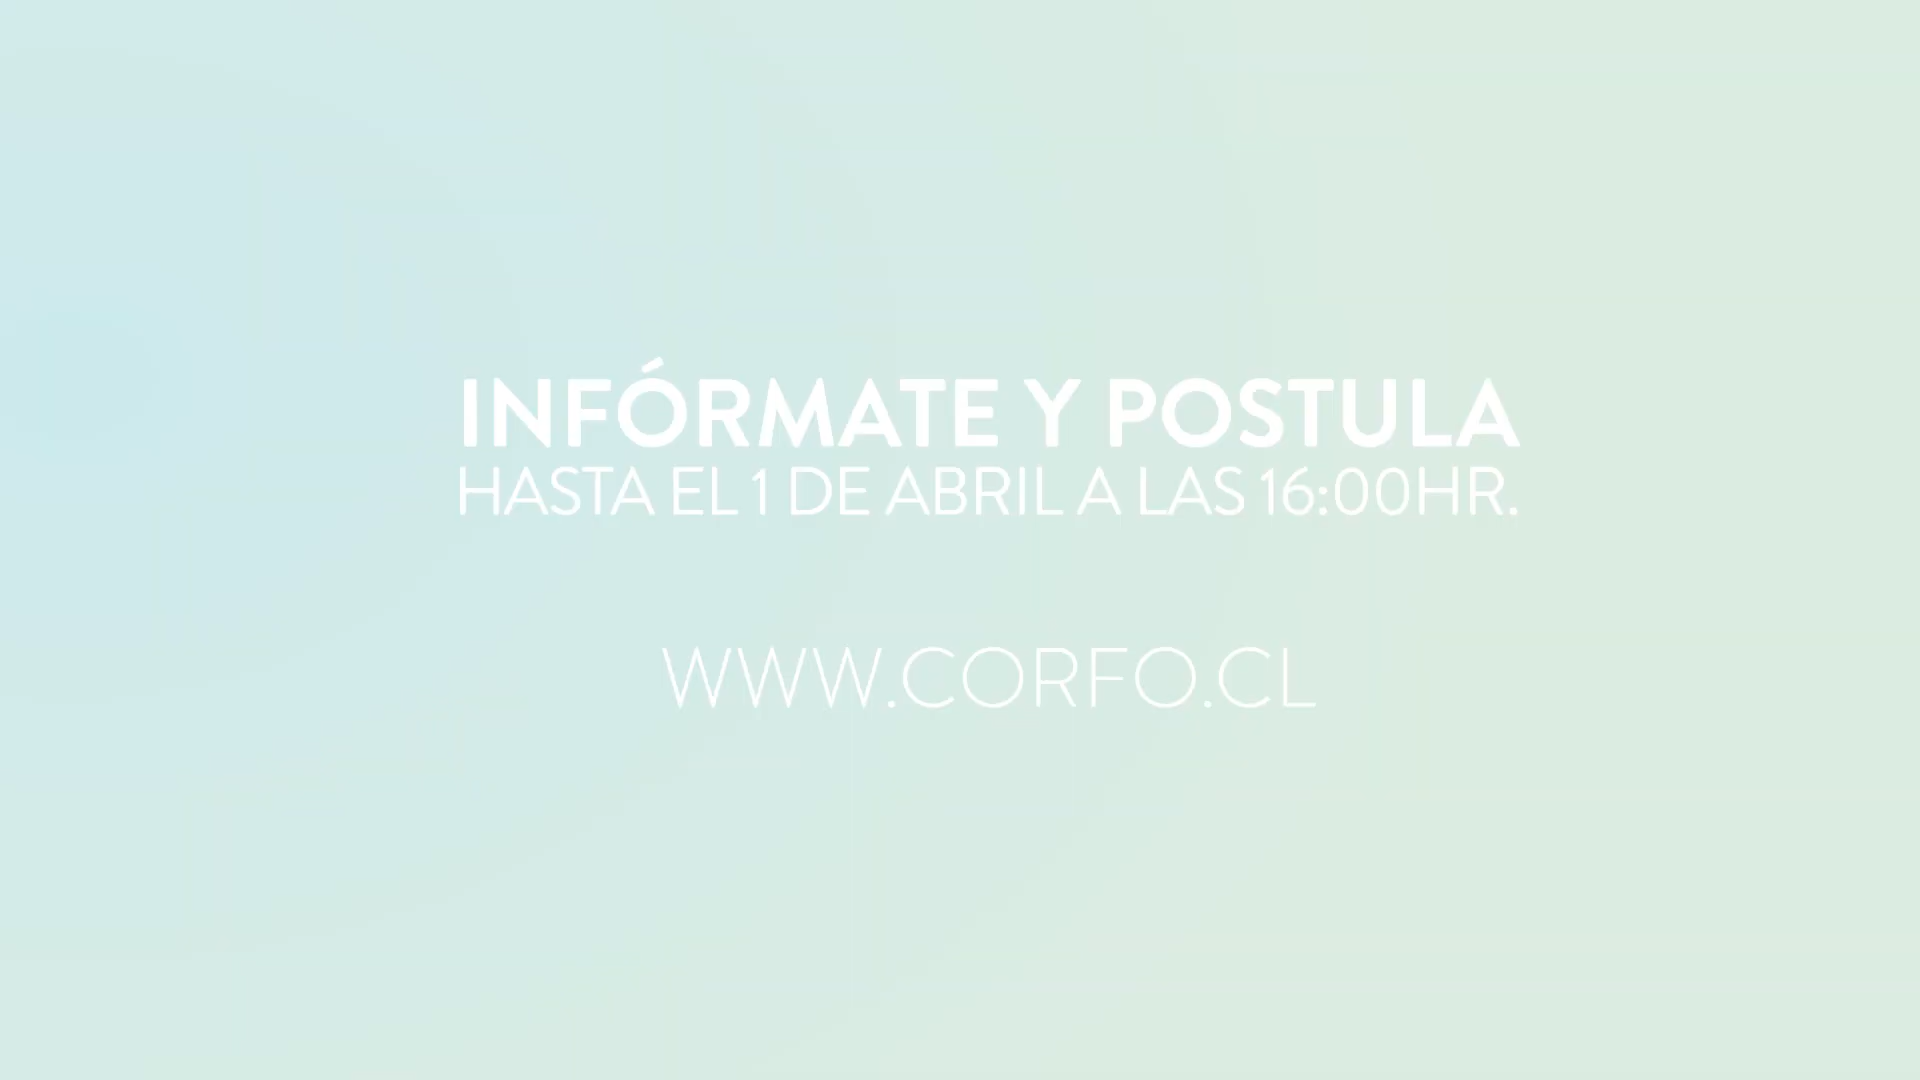 INFÓRMATE Y POSTULA
HASTA EL 1 DE ABRIL A LAS 16:00HR.
WWW.CORFO.CL